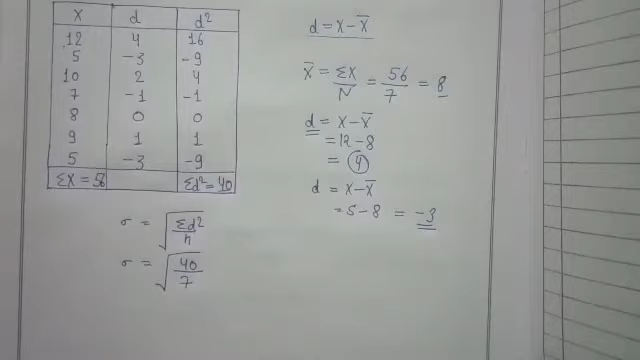 X d d²
12 4 16
5 -3 -9
10 2 4
7 -1 -1
8 0 0
9 1 1
5 -3 -9
ΣX = 56 Σd² = 40
σ = √Σd²/n
σ = √40/7
d = X - X̅
X̅ = ΣX/N = 56/7 = 8
d = X - X̅
= 12 - 8
= 4
d = X - X̅
= 5 - 8 = -3